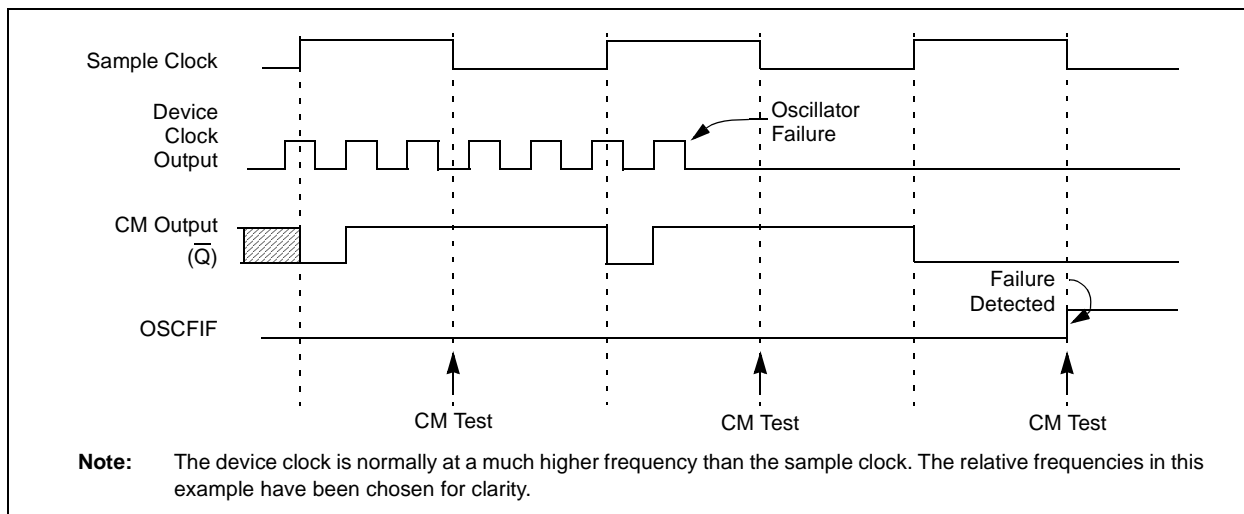 Sample Clock
Device
Clock
Output
Oscillator
Failure
CM Output
(Q̅)
Failure
Detected
OSCFIF
CM Test
CM Test
CM Test
Note: The device clock is normally at a much higher frequency than the sample clock. The relative frequencies in this
example have been chosen for clarity.